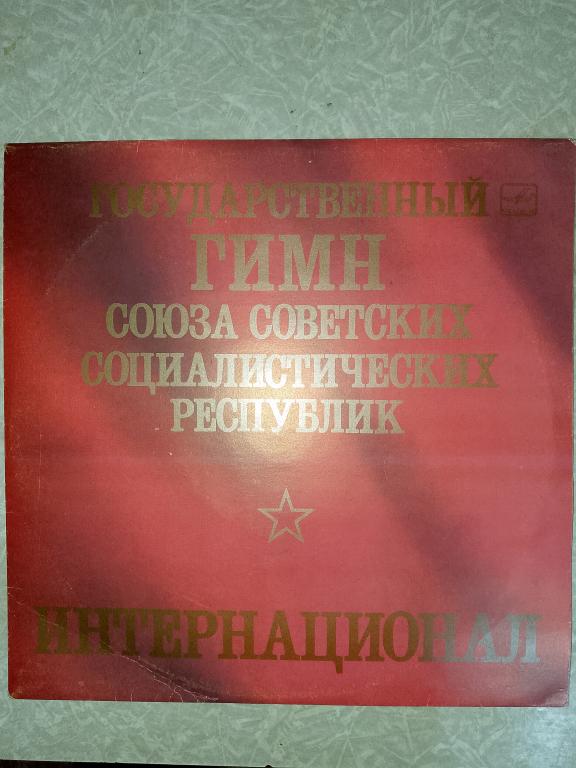 ГОСУДАРСТВЕННЫЙ
ГИМН
СОЮЗА СОВЕТСКИХ
СОЦИАЛИСТИЧЕСКИХ
РЕСПУБЛИК
ИНТЕРНАЦИОНАЛ